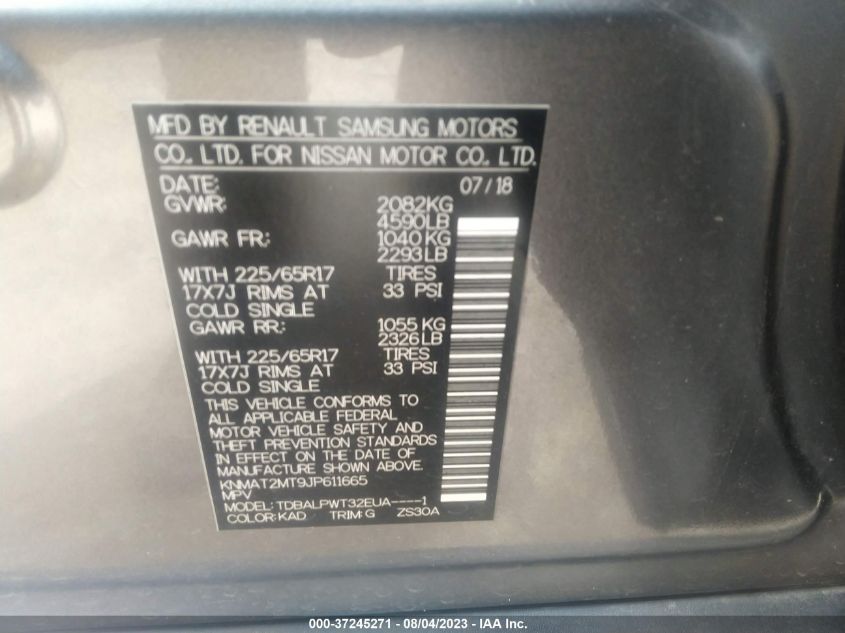 MFD BY RENAULT SAMSUNG MOTORS
CO., LTD. FOR NISSAN MOTOR CO., LTD.
DATE: 07/18
GVWR: 2082KG
4590LB
GAWR FR: 1040KG
2293LB
WITH 225/65R17 TIRES
17X7J RIMS AT 33 PSI
COLD SINGLE
GAWR RR: 1055KG
2326LB
WITH 225/65R17 TIRES
17X7J RIMS AT 33 PSI
COLD SINGLE
THIS VEHICLE CONFORMS TO
ALL APPLICABLE FEDERAL
MOTOR VEHICLE SAFETY AND
THEFT PREVENTION STANDARDS
IN EFFECT ON THE DATE OF
MANUFACTURE SHOWN ABOVE.
KNMAT2MT9JP611665
MPV
MODEL: TDBALPWT32EUA----1
COLOR: KAD TRIM: G ZS30A
000-37245271 - 08/04/2023 - IAA Inc.